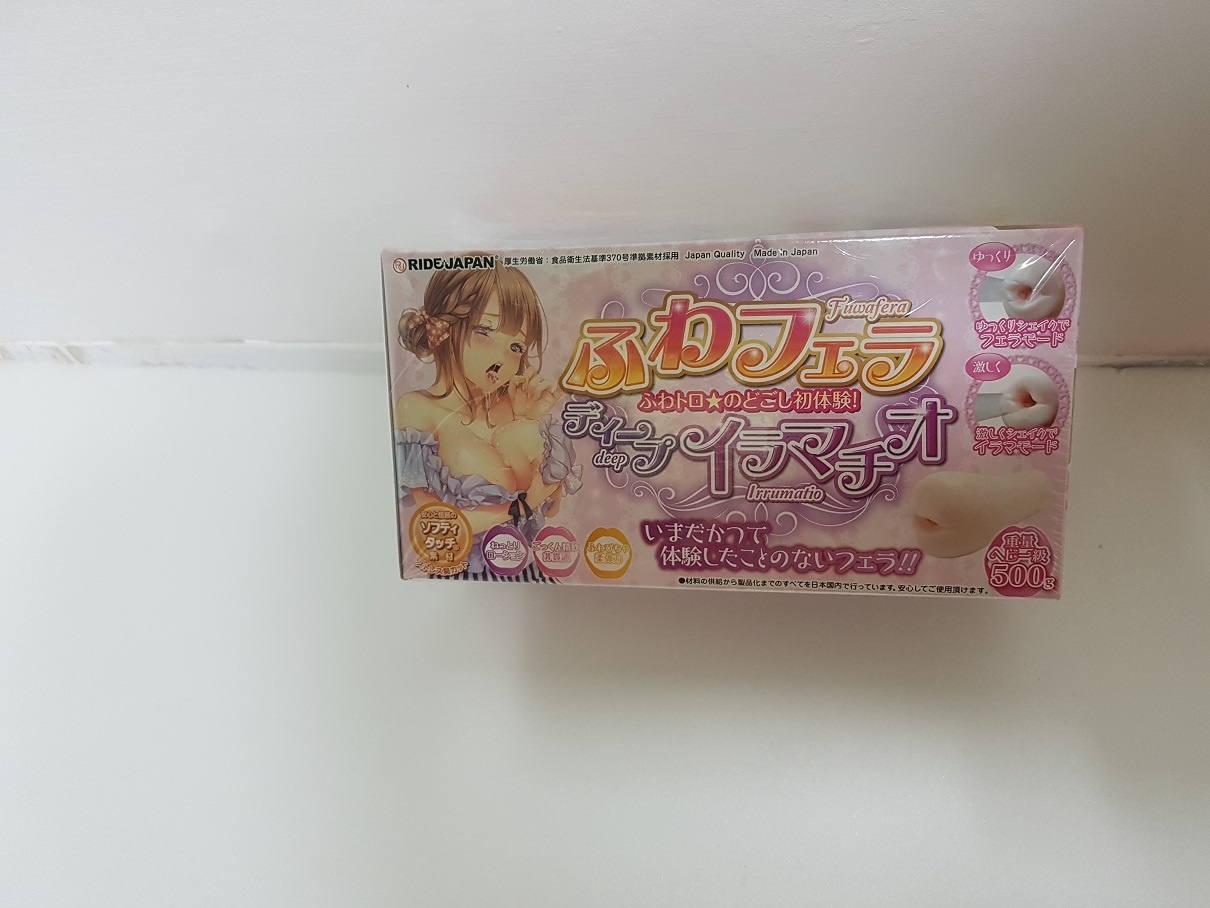 RIDE JAPAN
厚生労働省：食品衛生法基準370号準拠素材採用 Japan Quality Made in Japan
Fuwafera
ふわフェラ
ふわトロ★のどごし初体験!
ディープ
deep
イラマチオ
Irrumatio
いまだかつて
体験したことのないフェラ!!
ゆっくり
ゆっくりシェイクで
フェラモード
激しく
激しくシェイクで
イラマモード
ソフティ
タッチ
ねっとり
ローション
重量
ヘビー級
500g
●材料の供給から製品化までのすべてを日本国内で行っています。安心してご使用頂けます。